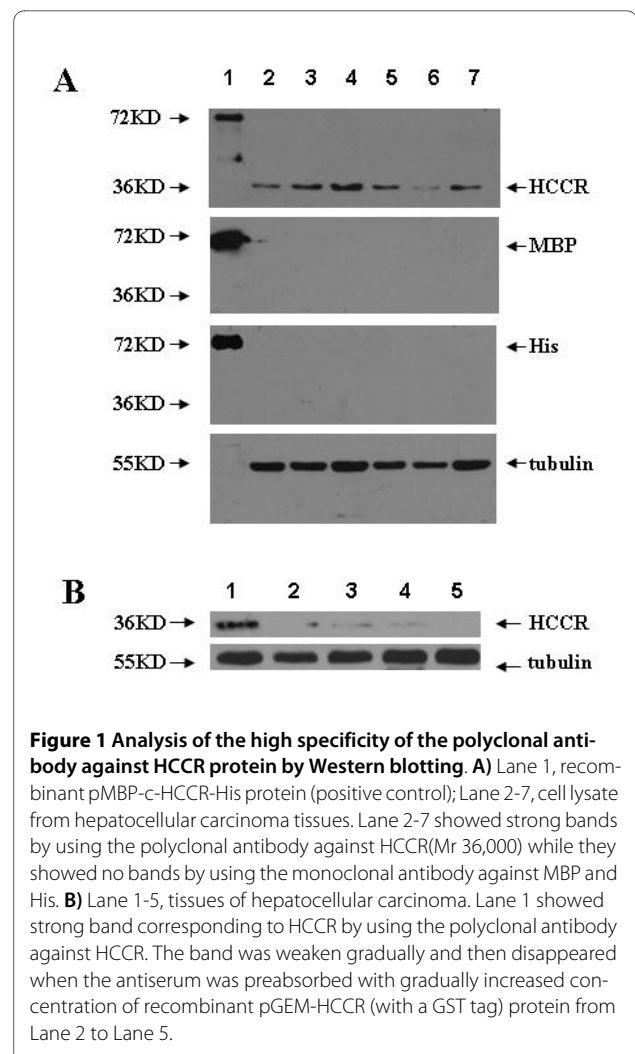 A
1 2 3 4 5 6 7
72KD →
36KD → ← HCCR
72KD → ← MBP
36KD →
72KD → ← His
36KD →
55KD → ← tubulin
B
1 2 3 4 5
36KD → ← HCCR
55KD → ← tubulin
Figure 1 Analysis of the high specificity of the polyclonal anti-
body against HCCR protein by Western blotting. A) Lane 1, recom-
binant pMBP-c-HCCR-His protein (positive control); Lane 2-7, cell lysate
from hepatocellular carcinoma tissues. Lane 2-7 showed strong bands
by using the polyclonal antibody against HCCR(Mr 36,000) while they
showed no bands by using the monoclonal antibody against MBP and
His. B) Lane 1-5, tissues of hepatocellular carcinoma. Lane 1 showed
strong band corresponding to HCCR by using the polyclonal antibody
against HCCR. The band was weaken gradually and then disappeared
when the antiserum was preabsorbed with gradually increased con-
centration of recombinant pGEM-HCCR (with a GST tag) protein from
Lane 2 to Lane 5.